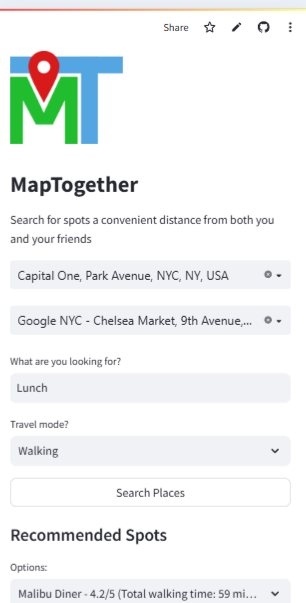 Share
MT
MapTogether
Search for spots a convenient distance from both you
and your friends
Capital One, Park Avenue, NYC, NY, USA
Google NYC - Chelsea Market, 9th Avenue,...
What are you looking for?
Lunch
Travel mode?
Walking
Search Places
Recommended Spots
Options:
Malibu Diner - 4.2/5 (Total walking time: 59 mi...